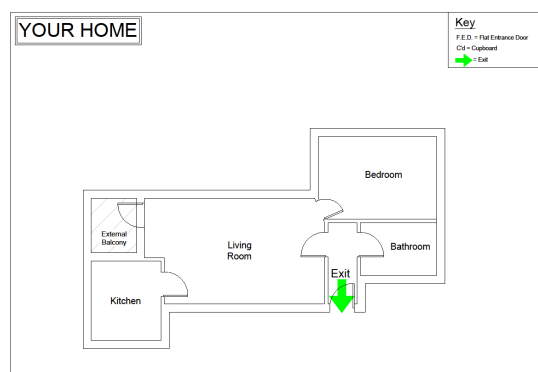 YOUR HOME
Key
F.E.D. = Flat Entrance Door
C'd = Cupboard
= Exit
Bedroom
External
Balcony
Living
Room
Bathroom
Exit
Kitchen